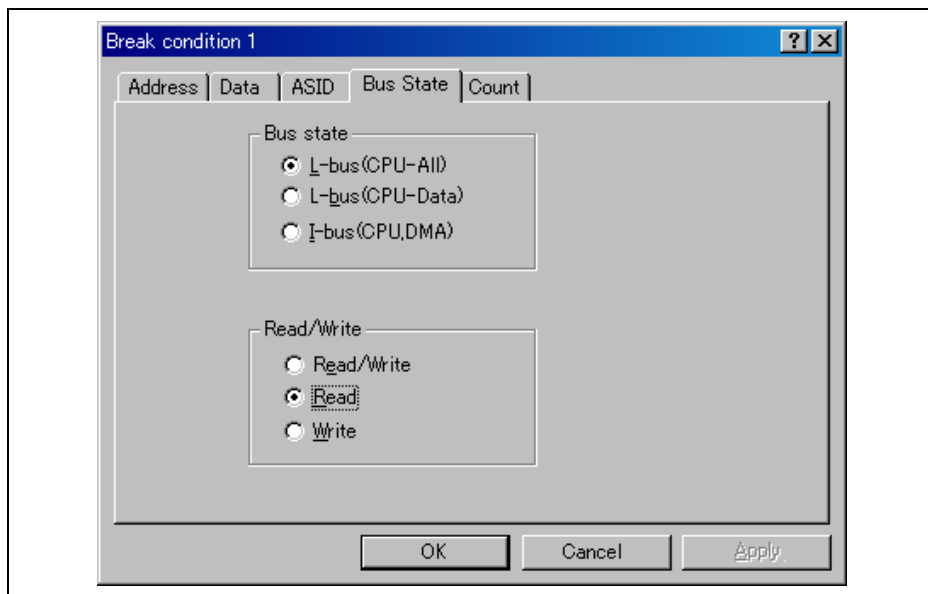 Break condition 1
Address Data ASID Bus State Count
Bus state
L-bus(CPU-All)
L-bus(CPU-Data)
I-bus(CPU,DMA)
Read/Write
Read/Write
Read
Write
OK Cancel Apply